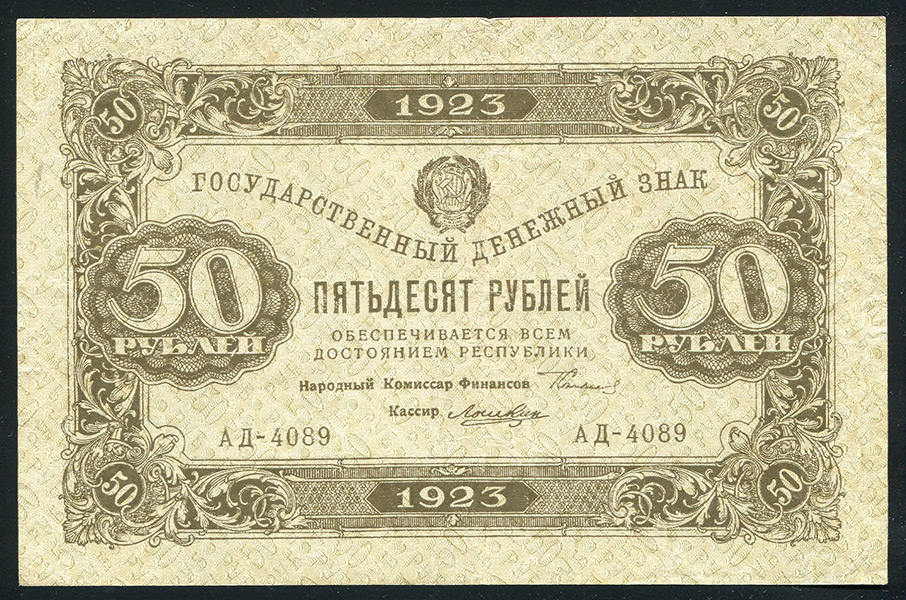 1923
50
50
ГОСУДАРСТВЕННЫЙ ДЕНЕЖНЫЙ ЗНАК
50
РУБЛЕЙ
50
РУБЛЕЙ
ПЯТЬДЕСЯТ РУБЛЕЙ
ОБЕСПЕЧИВАЕТСЯ ВСЕМ
ДОСТОЯНИЕМ РЕСПУБЛИКИ
Народный Комиссар Финансов
Кассир Лошкин
АД-4089
АД-4089
50
50
1923